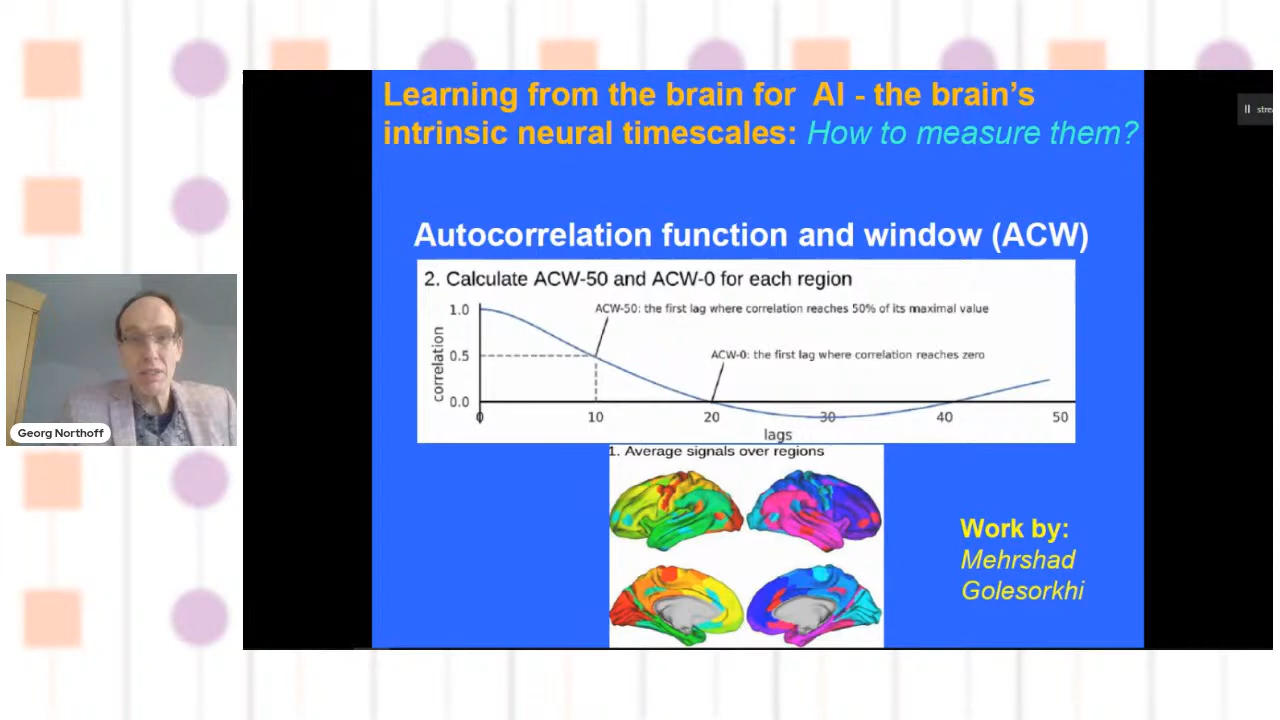 Learning from the brain for AI - the brain's
intrinsic neural timescales: How to measure them?
Autocorrelation function and window (ACW)
2. Calculate ACW-50 and ACW-0 for each region
ACW-50: the first lag where correlation reaches 50% of its maximal value
ACW-0: the first lag where correlation reaches zero
correlation
1.0
0.5
0.0
0 10 20 30 40 50
lags
1. Average signals over regions
Work by:
Mehrshad
Golesorkhi
Georg Northoff